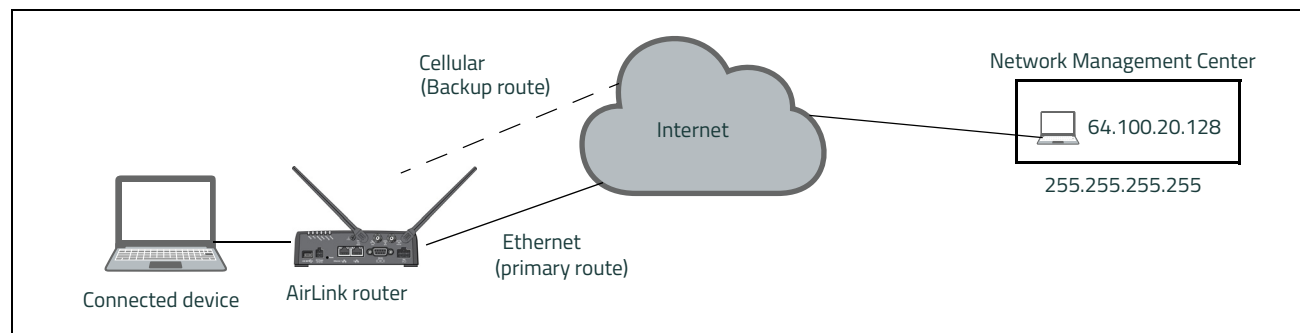 Cellular
(Backup route)
Network Management Center
Internet
64.100.20.128
255.255.255.255
Ethernet
(primary route)
Connected device
AirLink router